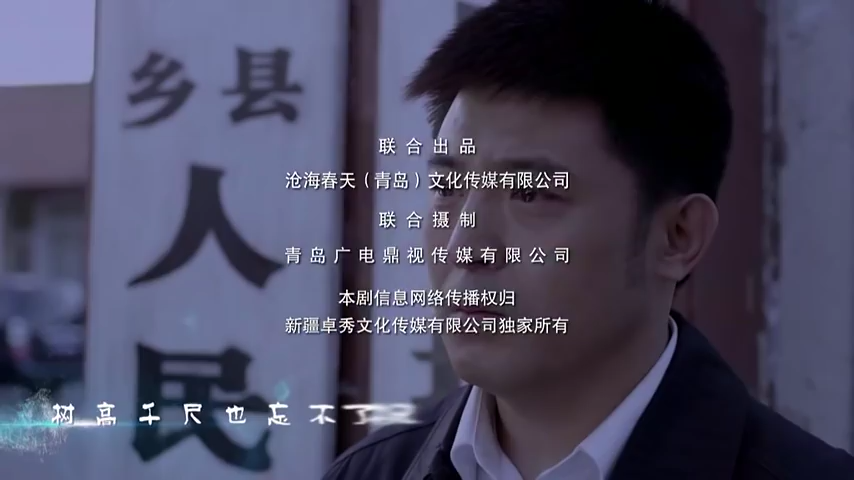 乡县
人民
联合出品
沧海春天（青岛）文化传媒有限公司
联合摄制
青岛广电鼎视传媒有限公司
本剧信息网络传播权归
新疆卓秀文化传媒有限公司独家所有
树高千尺也忘不了